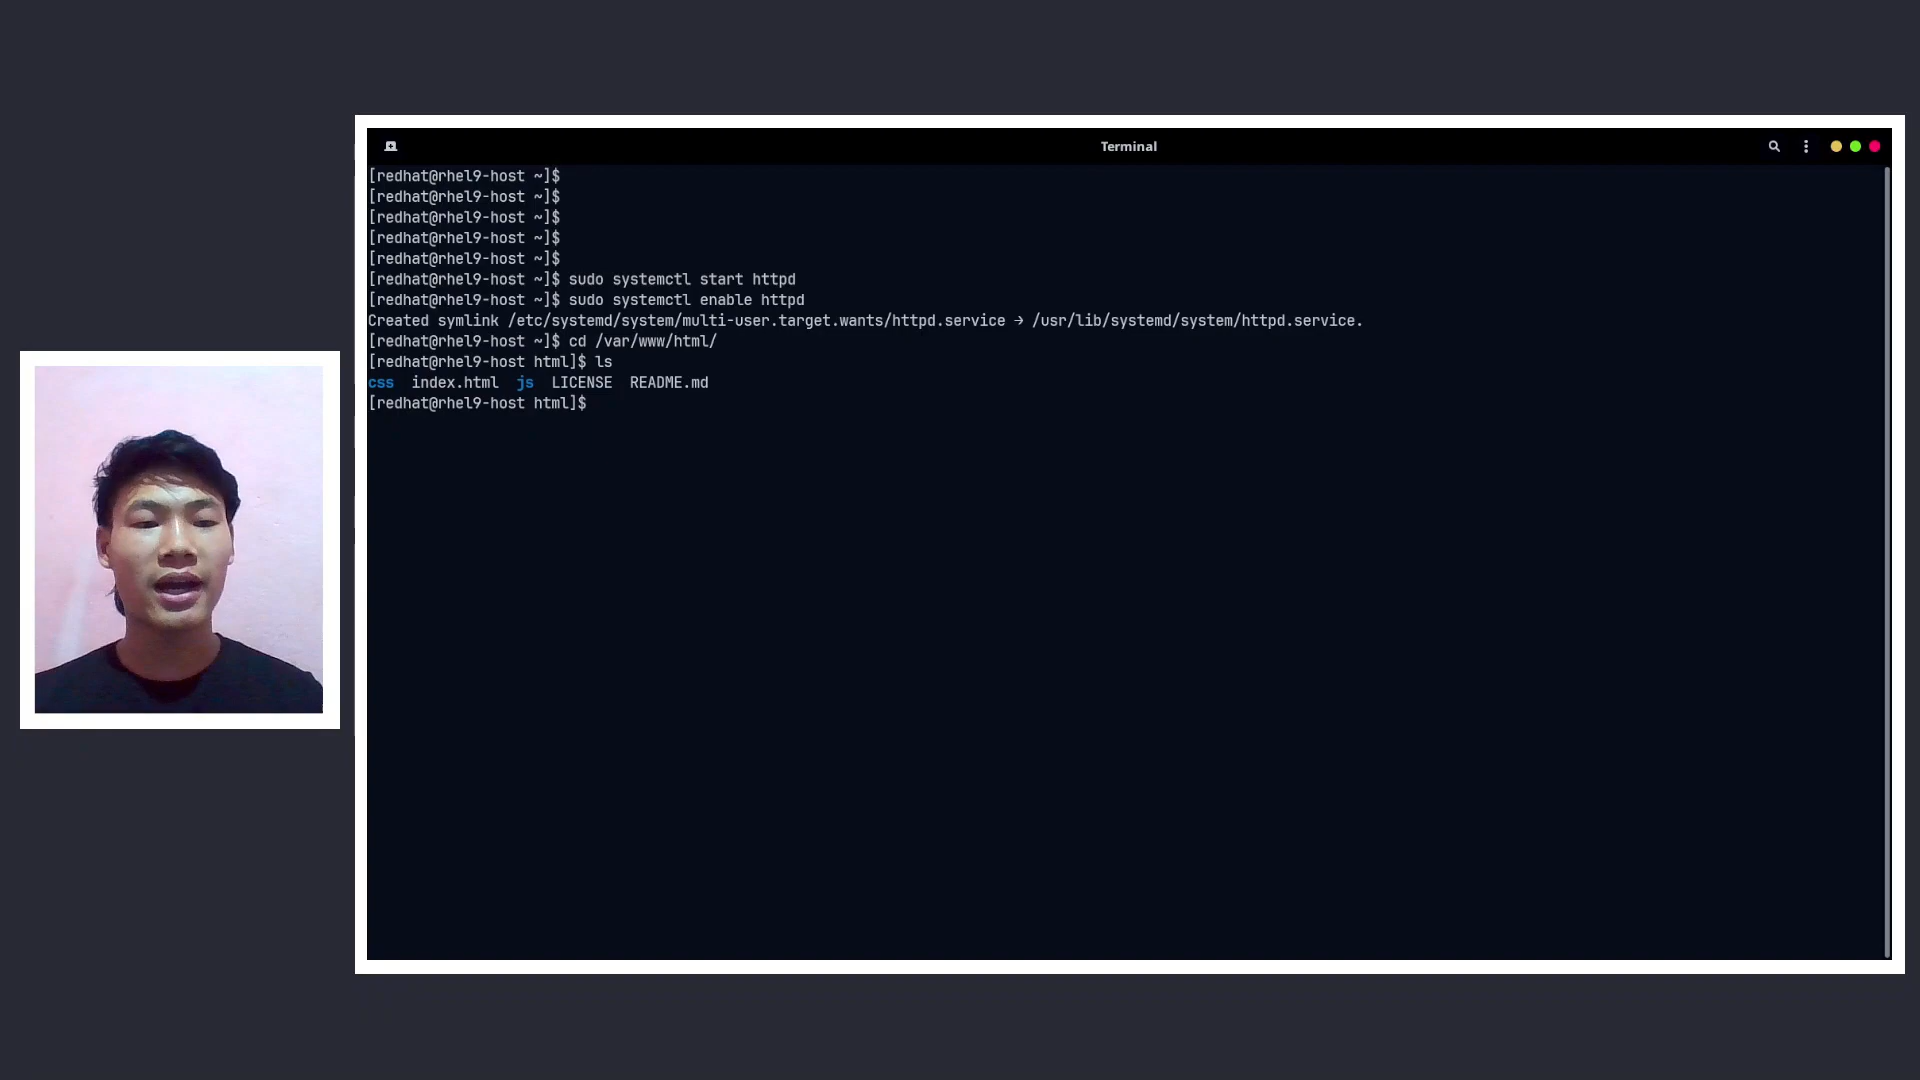 Terminal
[redhat@rhel9-host ~]$
[redhat@rhel9-host ~]$
[redhat@rhel9-host ~]$
[redhat@rhel9-host ~]$
[redhat@rhel9-host ~]$
[redhat@rhel9-host ~]$ sudo systemctl start httpd
[redhat@rhel9-host ~]$ sudo systemctl enable httpd
Created symlink /etc/systemd/system/multi-user.target.wants/httpd.service → /usr/lib/systemd/system/httpd.service.
[redhat@rhel9-host ~]$ cd /var/www/html/
[redhat@rhel9-host html]$ ls
css  index.html  js  LICENSE  README.md
[redhat@rhel9-host html]$